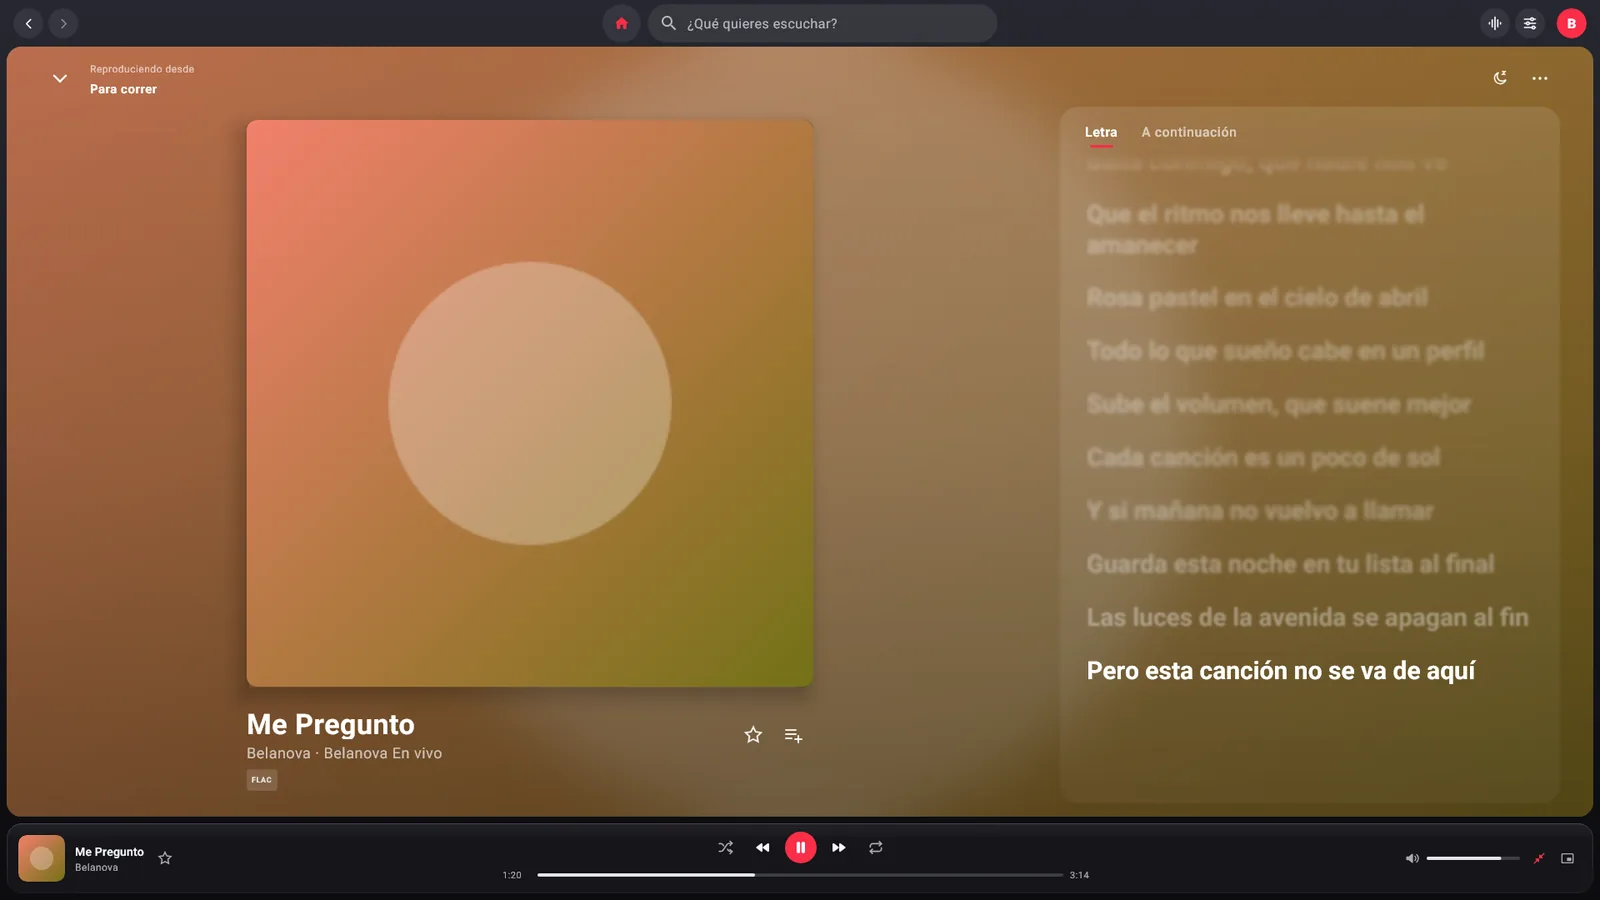 ¿Qué quieres escuchar?
B
Reproduciendo desde
Para correr
Letra
A continuación
Que el ritmo nos lleve hasta el
amanecer
Rosa pastel en el cielo de abril
Todo lo que sueño cabe en un perfil
Sube el volumen, que suene mejor
Cada canción es un poco de sol
Y si mañana no vuelvo a llamar
Guarda esta noche en tu lista al final
Las luces de la avenida se apagan al fin
Pero esta canción no se va de aquí
Me Pregunto
Belanova · Belanova En vivo
FLAC
Me Pregunto
Belanova
1:20
3:14